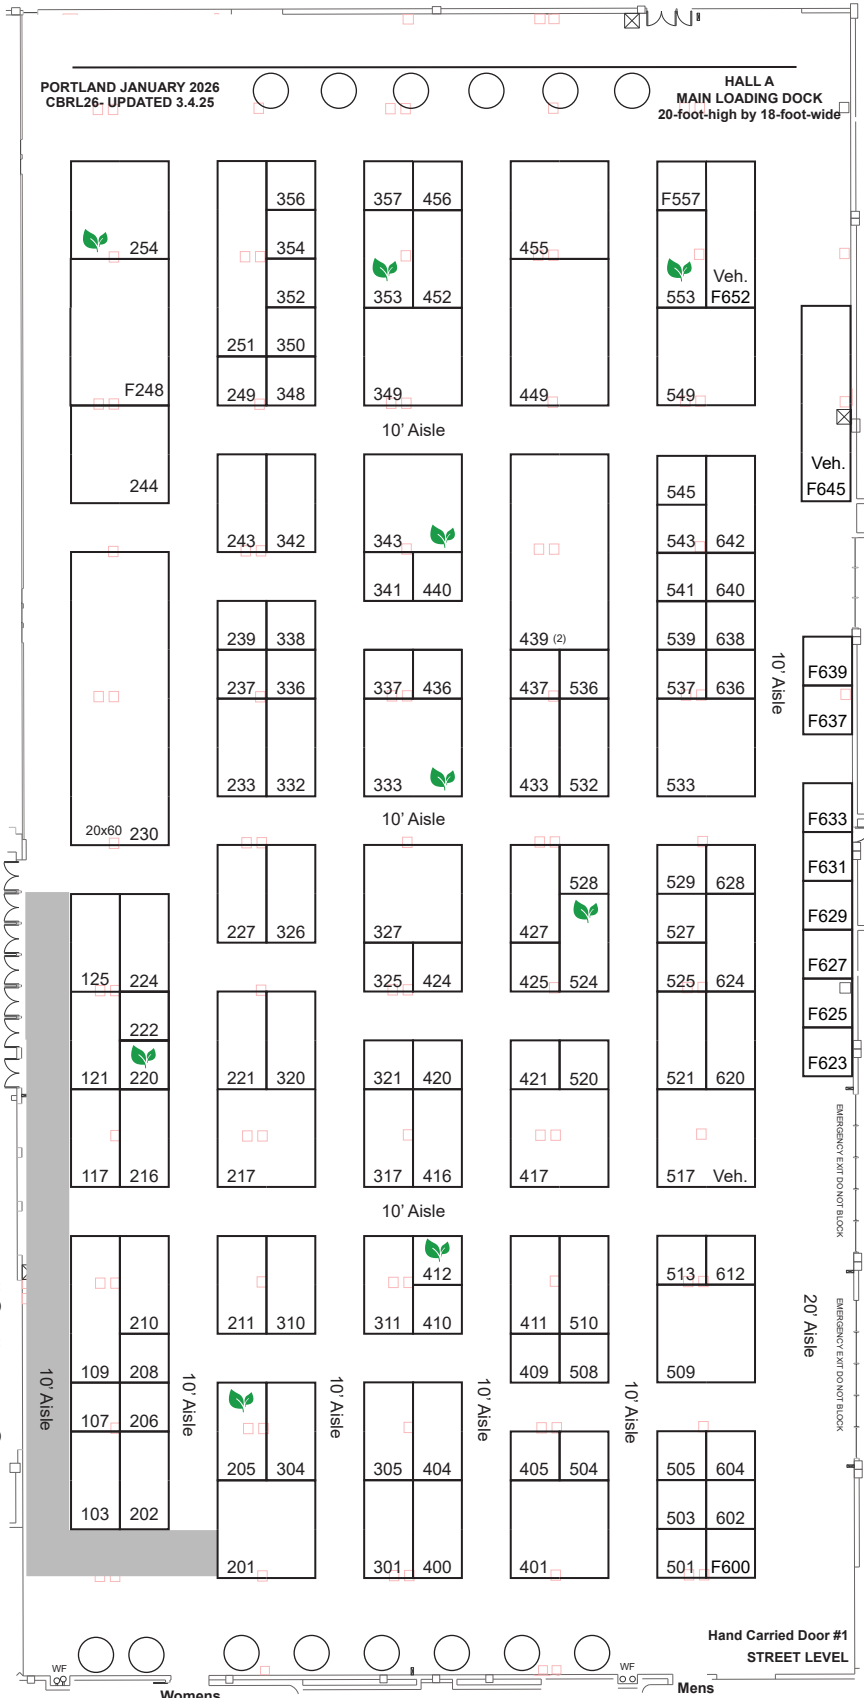 PORTLAND JANUARY 2026
CBRL26- UPDATED 3.4.25
HALL A
MAIN LOADING DOCK
20-foot-high by 18-foot-wide
356 357 456 F557
254 354 455
Veh.
352 353 452 553 F652
251 350
F248 249 348 349 449 549
10' Aisle
Veh.
244 545 F645
243 342 343 543 642
341 440 541 640
239 338 439 (2) 539 638
10' Aisle
F639
237 336 337 436 437 536 537 636
F637
233 332 333 433 532 533
10' Aisle
20x60 230 F633
528 529 628 F631
227 326 327 427 527 F629
125 224 325 424 425 524 525 624 F627
222 F625
121 220 221 320 321 420 421 520 521 620 F623
EMERGENCY EXIT DO NOT BLOCK
117 216 217 317 416 417 517 Veh.
10' Aisle
412 513 612
210 211 310 311 410 411 510
20' Aisle
EMERGENCY EXIT DO NOT BLOCK
109 208 409 508 509
10' Aisle
10' Aisle
10' Aisle
10' Aisle
10' Aisle
107 206
205 304 305 404 405 504 505 604
103 202 503 602
201 301 400 401 501 F600
Hand Carried Door #1
STREET LEVEL
WF WF
Womens Mens